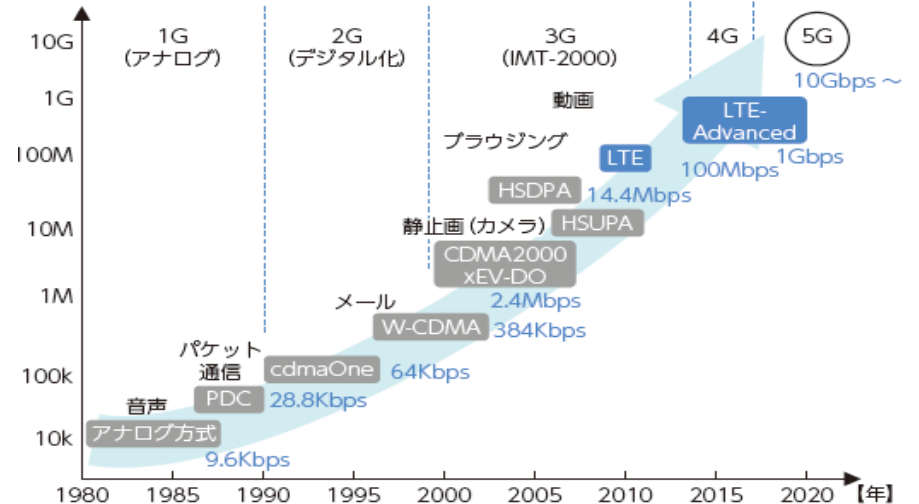 1G
(アナログ)
2G
(デジタル化)
3G
(IMT-2000)
4G
5G
10G
1G
100M
10M
1M
100k
10k
10Gbps ～
動画
LTE-
Advanced
ブラウジング
LTE
1Gbps
100Mbps
HSDPA
14.4Mbps
静止画(カメラ)
HSUPA
CDMA2000
xEV-DO
2.4Mbps
メール
W-CDMA
384Kbps
パケット
通信
cdmaOne
64Kbps
PDC
28.8Kbps
音声
アナログ方式
9.6Kbps
1980 1985 1990 1995 2000 2005 2010 2015 2020 【年】